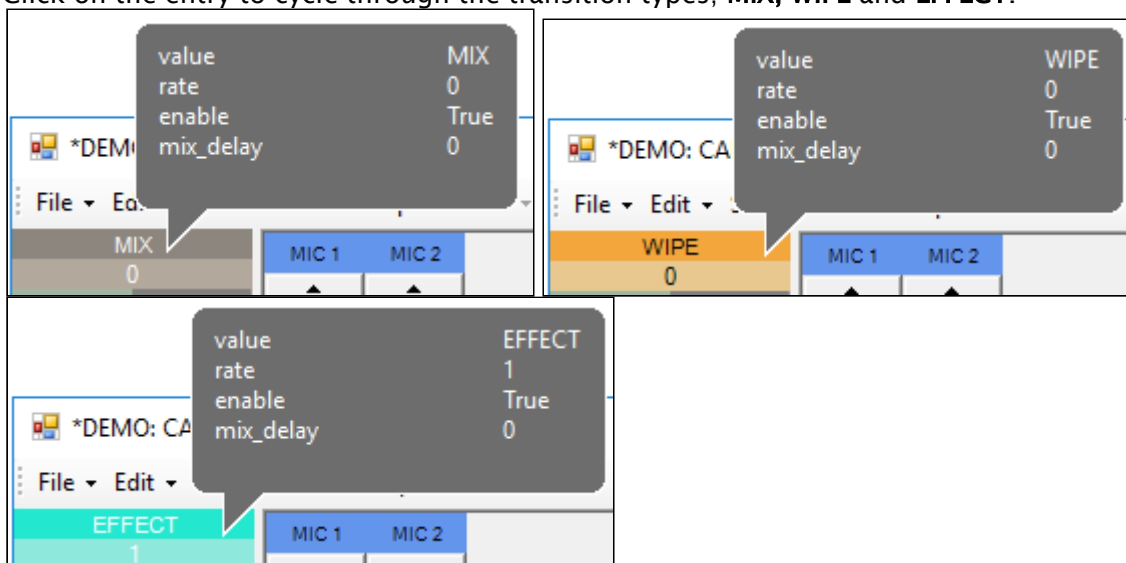 Click on the entry to cycle through the transition types, MIX, WIPE and EFFECT.
value MIX
rate 0
enable True
mix_delay 0
*DEM
File
MIX
0
MIC 1 MIC 2
value WIPE
rate 0
enable True
mix_delay 0
*DEMO: CA
File Edit
WIPE
0
MIC 1 MIC 2
value EFFECT
rate 1
enable True
mix_delay 0
*DEMO: CA
File Edit
EFFECT
1
MIC 1 MIC 2